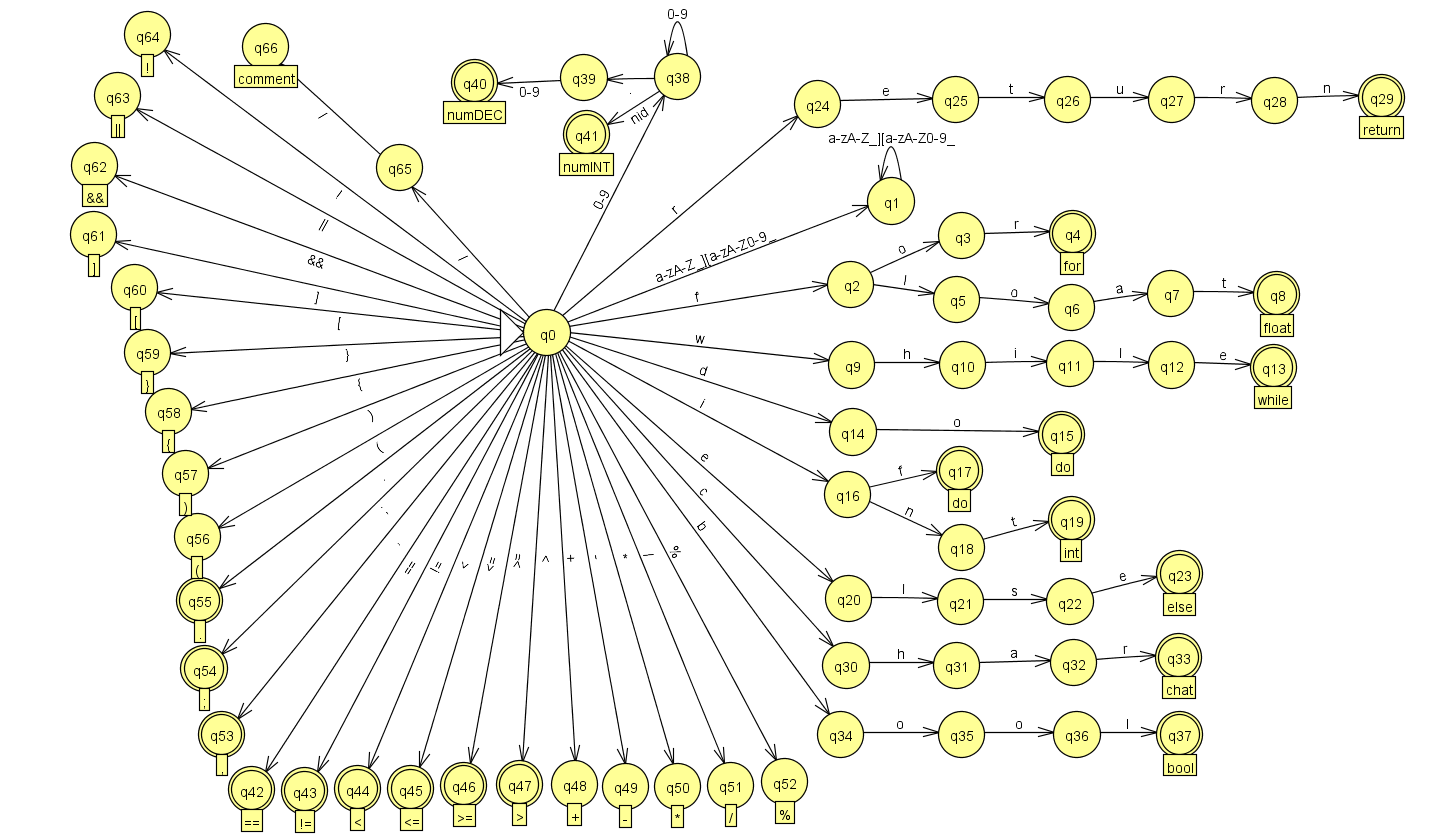 q64
!
q66
comment
0-9
q38
q39
q40
0-9
.
numDEC
nid
q41
numINT
q24
e
q25
t
q26
u
q27
r
q28
n
q29
return
q63
||
q62
&&
q65
/
/
!
||
&&
]
[
}
{
)
(
.
;
,
0-9
r
a-zA-Z_][a-zA-Z0-9_
q1
a-zA-Z_][a-zA-Z0-9_
q61
]
q60
[
q59
}
q58
{
q57
)
q56
(
q55
.
q54
;
q53
,
q0
f
q2
o
q3
r
q4
for
l
q5
o
q6
a
q7
t
q8
float
w
q9
h
q10
i
q11
l
q12
e
q13
while
d
q14
o
q15
do
i
q16
f
q17
do
n
q18
t
q19
int
e
q20
l
q21
s
q22
e
q23
else
c
q30
h
q31
a
q32
r
q33
chat
b
q34
o
q35
o
q36
l
q37
bool
==
!=
<
<=
>=
>
+
-
*
/
%
q42
==
q43
!=
q44
<
q45
<=
q46
>=
q47
>
q48
+
q49
-
q50
*
q51
/
q52
%